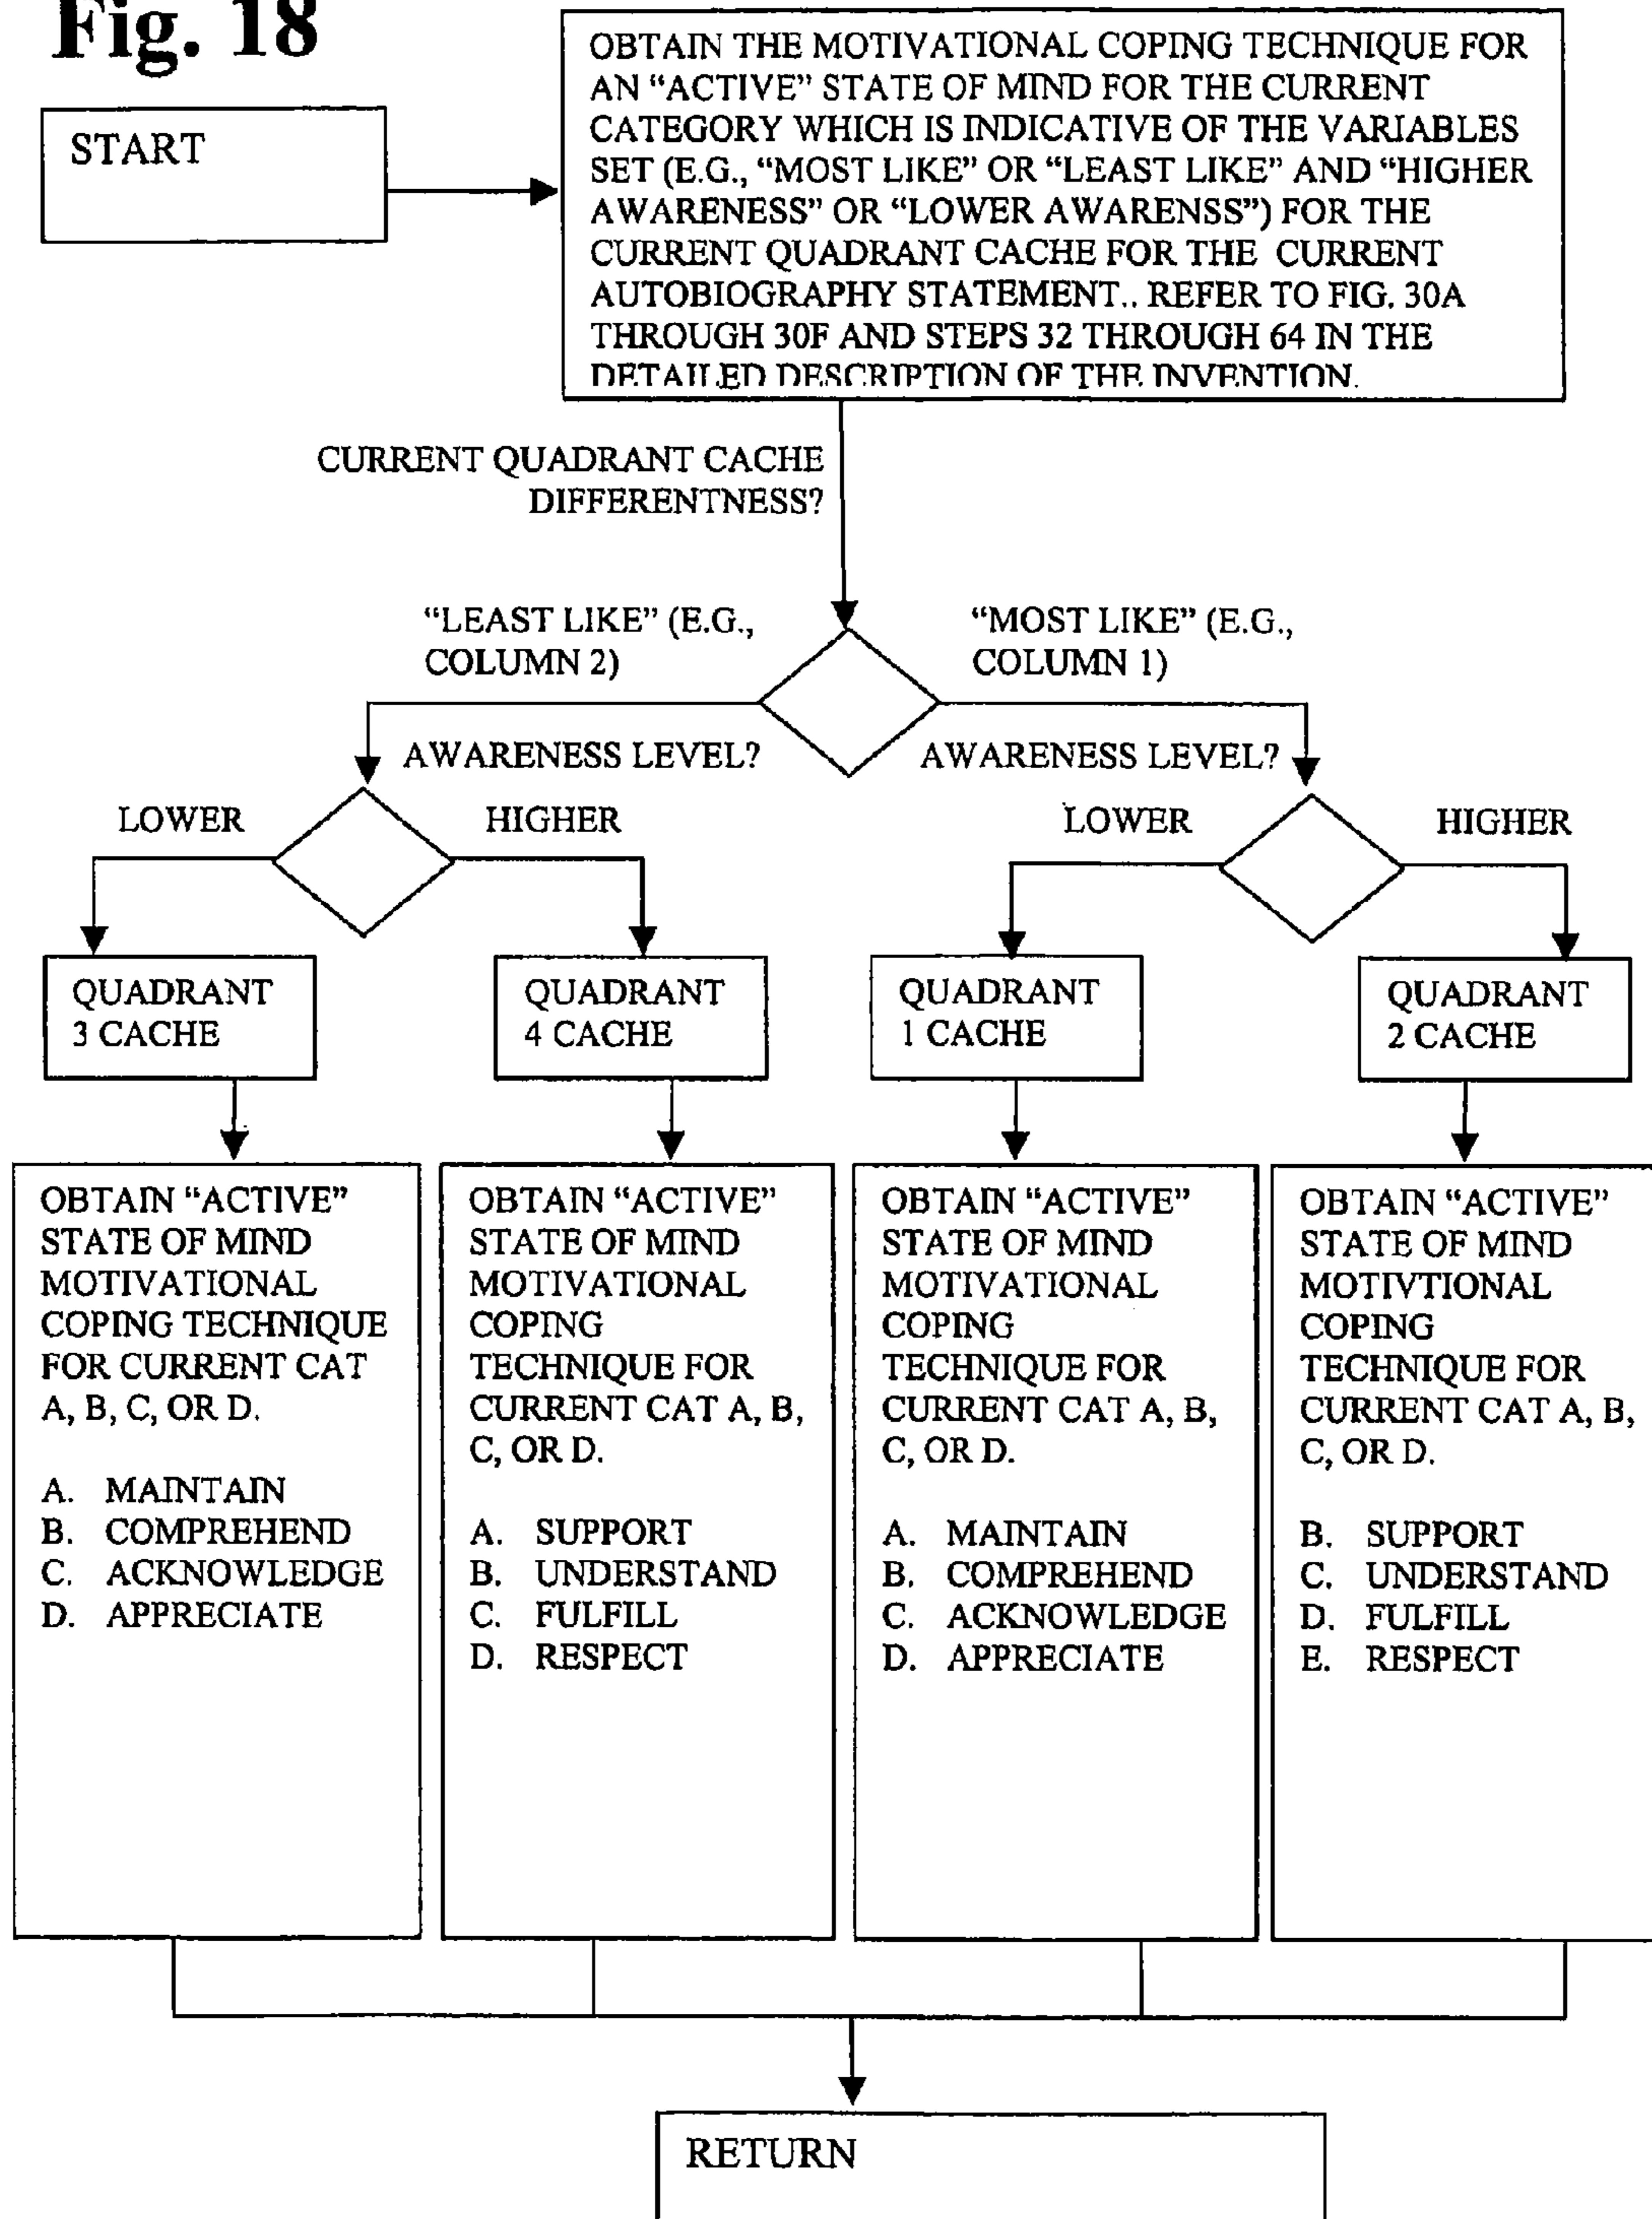 Fig. 18
START
OBTAIN THE MOTIVATIONAL COPING TECHNIQUE FOR
AN “ACTIVE” STATE OF MIND FOR THE CURRENT
CATEGORY WHICH IS INDICATIVE OF THE VARIABLES
SET (E.G., “MOST LIKE” OR “LEAST LIKE” AND “HIGHER
AWARENESS” OR “LOWER AWARENSS”) FOR THE
CURRENT QUADRANT CACHE FOR THE CURRENT
AUTOBIOGRAPHY STATEMENT.. REFER TO FIG. 30A
THROUGH 30F AND STEPS 32 THROUGH 64 IN THE
DETAILED DESCRIPTION OF THE INVENTION.
CURRENT QUADRANT CACHE
DIFFERENTNESS?
“LEAST LIKE” (E.G.,
COLUMN 2)
“MOST LIKE” (E.G.,
COLUMN 1)
AWARENESS LEVEL?
AWARENESS LEVEL?
LOWER
HIGHER
LOWER
HIGHER
QUADRANT
3 CACHE
QUADRANT
4 CACHE
QUADRANT
1 CACHE
QUADRANT
2 CACHE
OBTAIN “ACTIVE”
STATE OF MIND
MOTIVATIONAL
COPING TECHNIQUE
FOR CURRENT CAT
A, B, C, OR D.
A. MAINTAIN
B. COMPREHEND
C. ACKNOWLEDGE
D. APPRECIATE
OBTAIN “ACTIVE”
STATE OF MIND
MOTIVATIONAL
COPING
TECHNIQUE FOR
CURRENT CAT A, B,
C, OR D.
A. SUPPORT
B. UNDERSTAND
C. FULFILL
D. RESPECT
OBTAIN “ACTIVE”
STATE OF MIND
MOTIVATIONAL
COPING
TECHNIQUE FOR
CURRENT CAT A, B,
C, OR D.
A. MAINTAIN
B. COMPREHEND
C. ACKNOWLEDGE
D. APPRECIATE
OBTAIN “ACTIVE”
STATE OF MIND
MOTIVTIONAL
COPING
TECHNIQUE FOR
CURRENT CAT A, B,
C, OR D.
B. SUPPORT
C. UNDERSTAND
D. FULFILL
E. RESPECT
RETURN